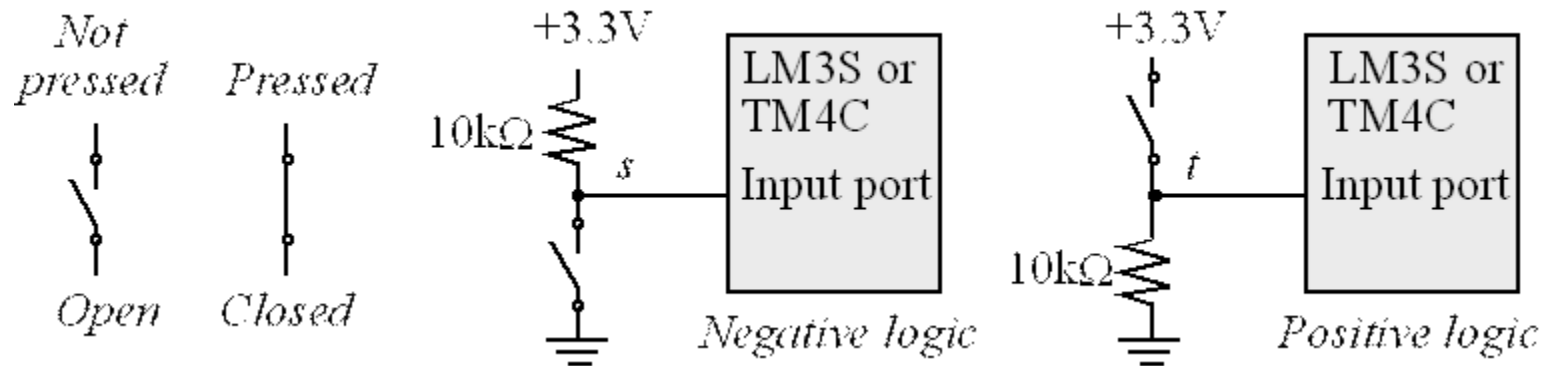 Not
pressed
Pressed
Open
Closed
+3.3V
10kΩ
s
LM3S or
TM4C
Input port
Negative logic
+3.3V
t
10kΩ
LM3S or
TM4C
Input port
Positive logic